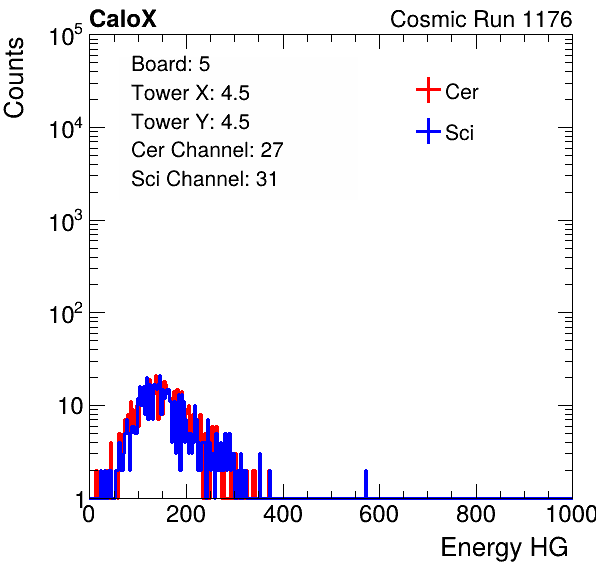 CaloX
Cosmic Run 1176
Counts
Board: 5
Tower X: 4.5
Tower Y: 4.5
Cer Channel: 27
Sci Channel: 31
Cer
Sci
10^5
10^4
10^3
10^2
10
1
0 200 400 600 800 1000
Energy HG